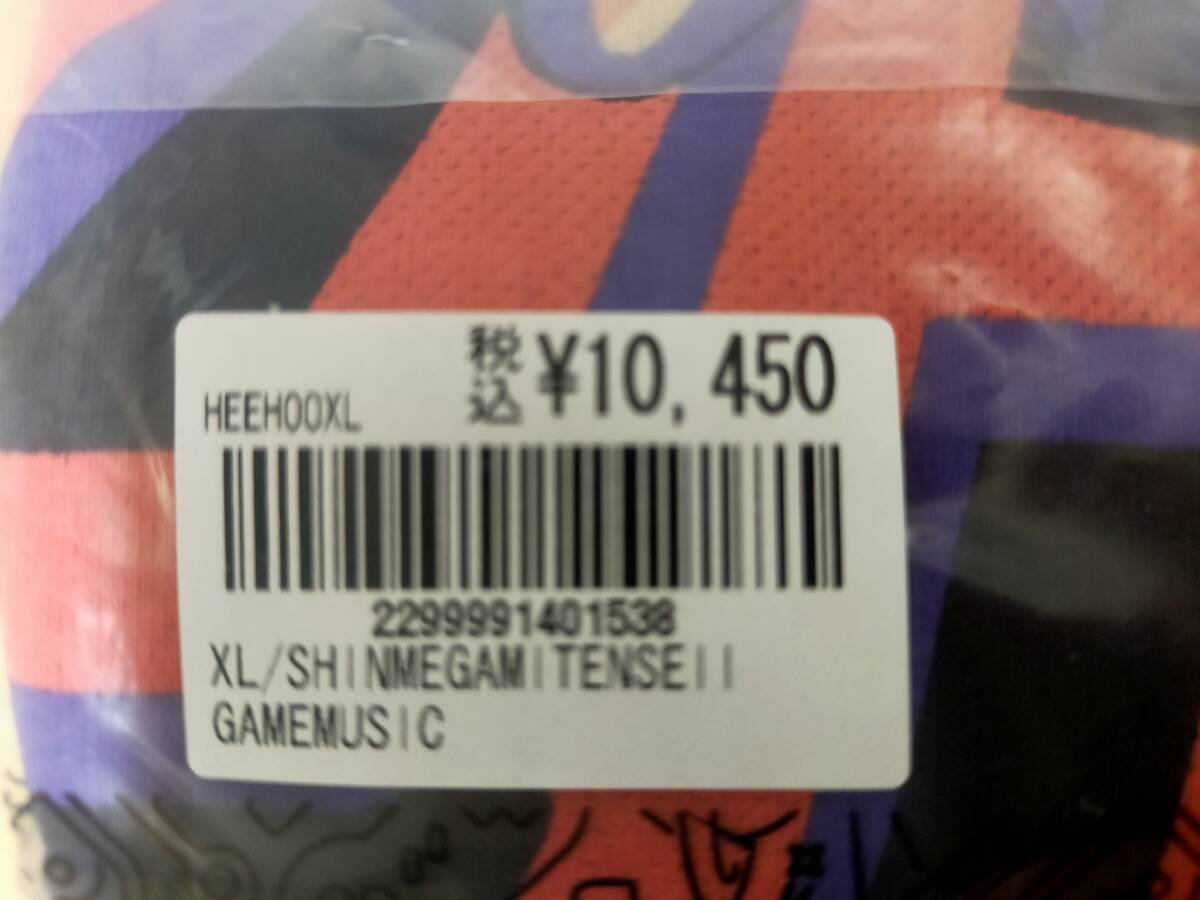 税込 ¥10,450
HEEHOOXL
2299991401538
XL/SHINMEGAMITENSEII
GAMEMUSIC